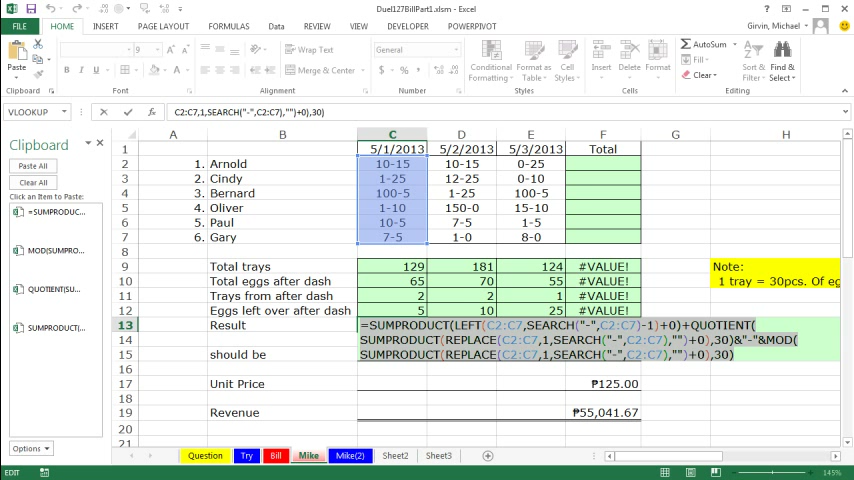 Duel127BillPart1.xlsm - Excel
FILE HOME INSERT PAGE LAYOUT FORMULAS Data REVIEW VIEW DEVELOPER POWERPIVOT Girvin, Michael
Paste 9 Wrap Text General Conditional Format as Cell Insert Delete Format AutoSum Sort & Find &
B I U Merge & Center $ % Formatting Table Styles Fill Filter Select
Clear
Clipboard Font Alignment Number Styles Cells Editing
VLOOKUP C2:C7,1,SEARCH("-",C2:C7),"")+0),30)
Clipboard
Paste All
Clear All
Click an Item to Paste:
=SUMPRODUC...
MOD(SUMPRO...
QUOTIENT(SU...
SUMPRODUCT(...
Options
A B C D E F G H
1 5/1/2013 5/2/2013 5/3/2013 Total
2 1. Arnold 10-15 10-15 0-25
3 2. Cindy 1-25 12-25 0-10
4 3. Bernard 100-5 1-25 100-5
5 4. Oliver 1-10 150-0 15-10
6 5. Paul 10-5 7-5 1-5
7 6. Gary 7-5 1-0 8-0
8
9 Total trays 129 181 124 #VALUE! Note:
10 Total eggs after dash 65 70 55 #VALUE! 1 tray = 30pcs. Of eg
11 Trays from after dash 2 2 1 #VALUE!
12 Eggs left over after dash 5 10 25 #VALUE!
13 Result =SUMPRODUCT(LEFT(C2:C7,SEARCH("-",C2:C7)-1)+0)+QUOTIENT(
14 SUMPRODUCT(REPLACE(C2:C7,1,SEARCH("-",C2:C7),"")+0),30)&"-"&MOD(
15 should be SUMPRODUCT(REPLACE(C2:C7,1,SEARCH("-",C2:C7),"")+0),30)
16
17 Unit Price ₱125.00
18
19 Revenue ₱55,041.67
20
21
Question Try Bill Mike Mike(2) Sheet2 Sheet3
EDIT 145%